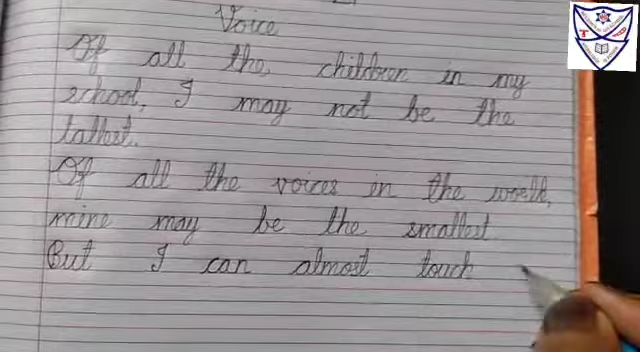 Voice
Of all the, children in my
school, I may not be the
tallest.
Of all the voices in the world,
mine may be the smallest
But I can almost touch